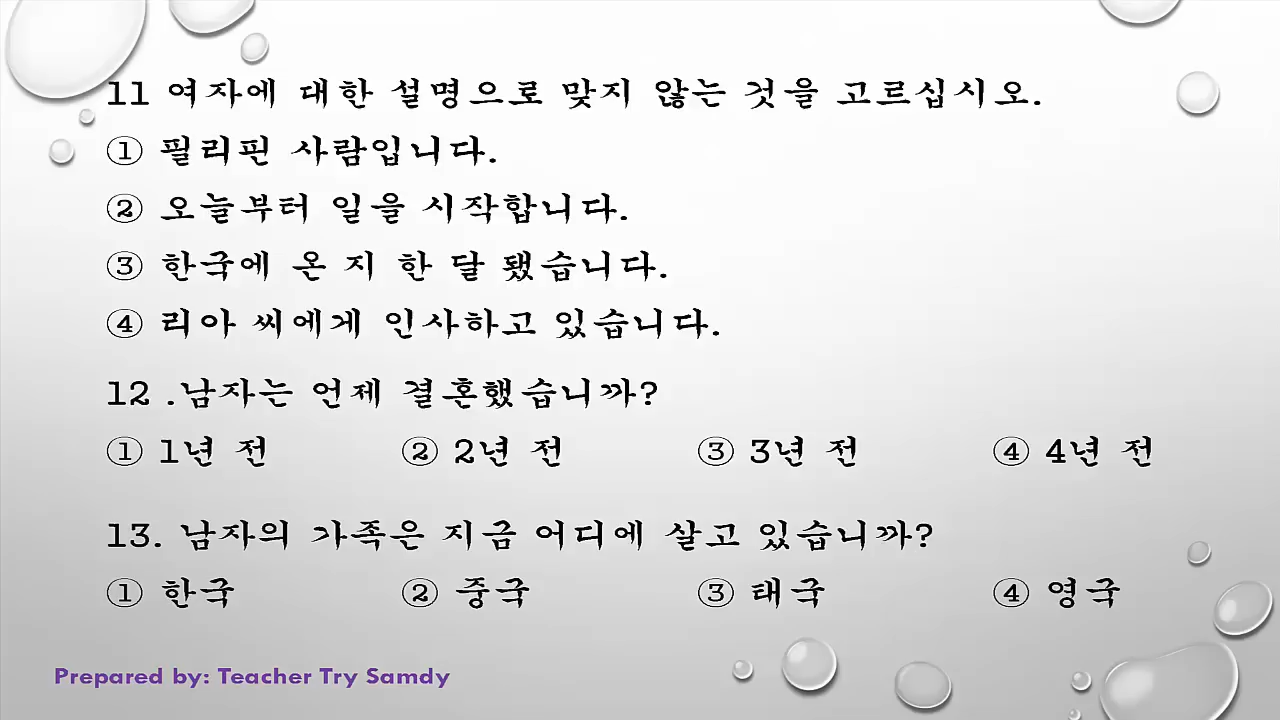 11 여자에 대한 설명으로 맞지 않는 것을 고르십시오.
① 필리핀 사람입니다.
② 오늘부터 일을 시작합니다.
③ 한국에 온 지 한 달 됐습니다.
④ 리아 씨에게 인사하고 있습니다.
12 .남자는 언제 결혼했습니까?
① 1년 전 ② 2년 전 ③ 3년 전 ④ 4년 전
13. 남자의 가족은 지금 어디에 살고 있습니까?
① 한국 ② 중국 ③ 태국 ④ 영국
Prepared by: Teacher Try Samdy